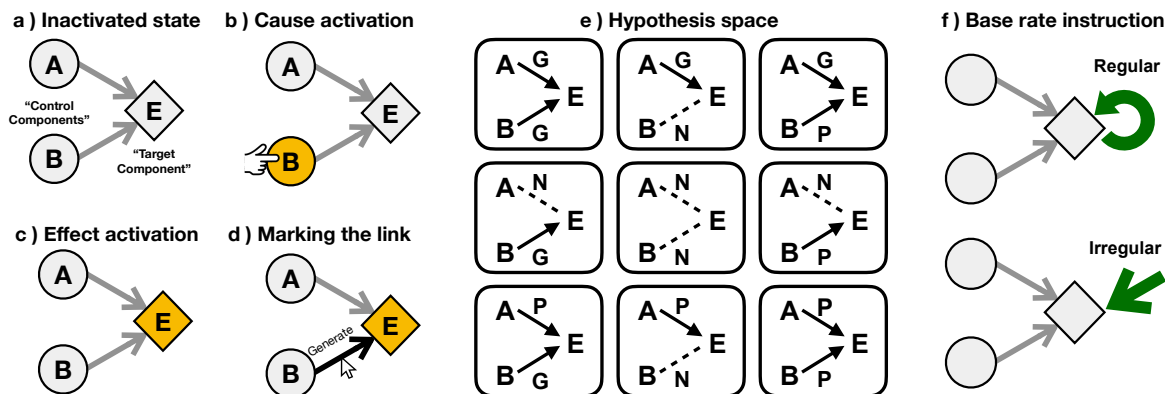 a ) Inactivated state
A
E
“Control
Components”
B
“Target
Component”
b ) Cause activation
A
E
B
c ) Effect activation
A
E
B
d ) Marking the link
A
E
Generate
B
e ) Hypothesis space
A G
E
B G
A G
E
B N
A G
E
B P
A N
E
B G
A N
E
B N
A N
E
B P
A P
E
B G
A P
E
B N
A P
E
B P
f ) Base rate instruction
Regular
Irregular